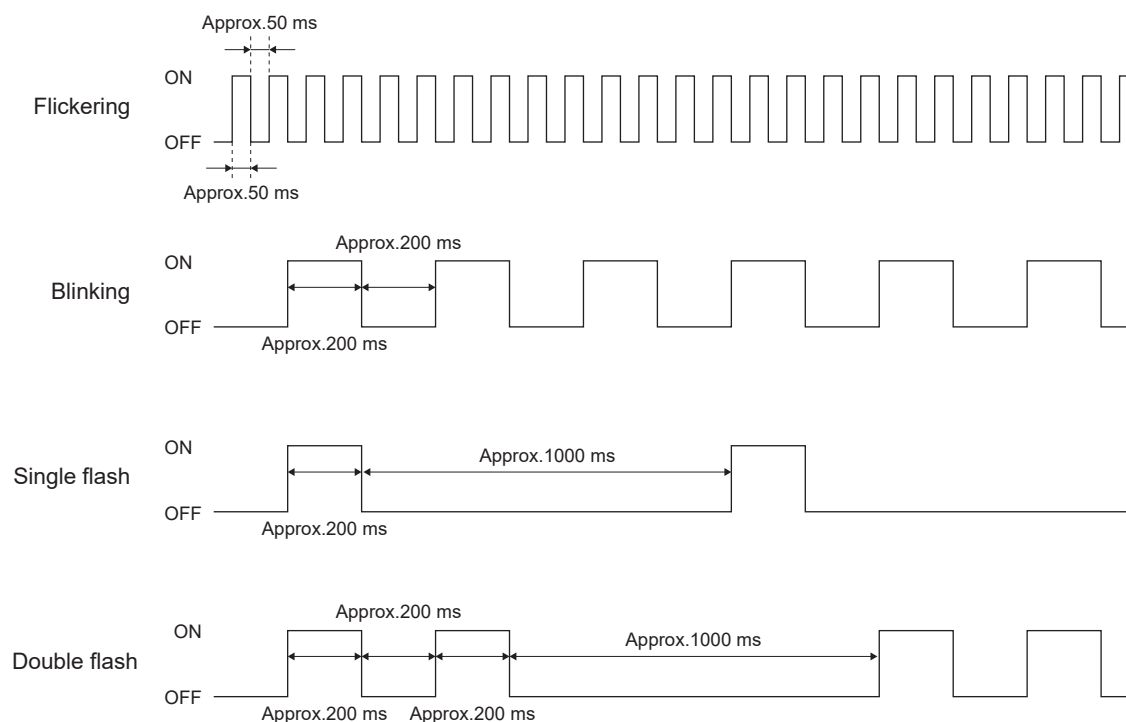 Approx.50 ms
ON
Flickering
OFF
Approx.50 ms
Approx.200 ms
ON
Blinking
OFF
Approx.200 ms
ON
Approx.1000 ms
Single flash
OFF
Approx.200 ms
Approx.200 ms
ON
Approx.1000 ms
Double flash
OFF
Approx.200 ms Approx.200 ms